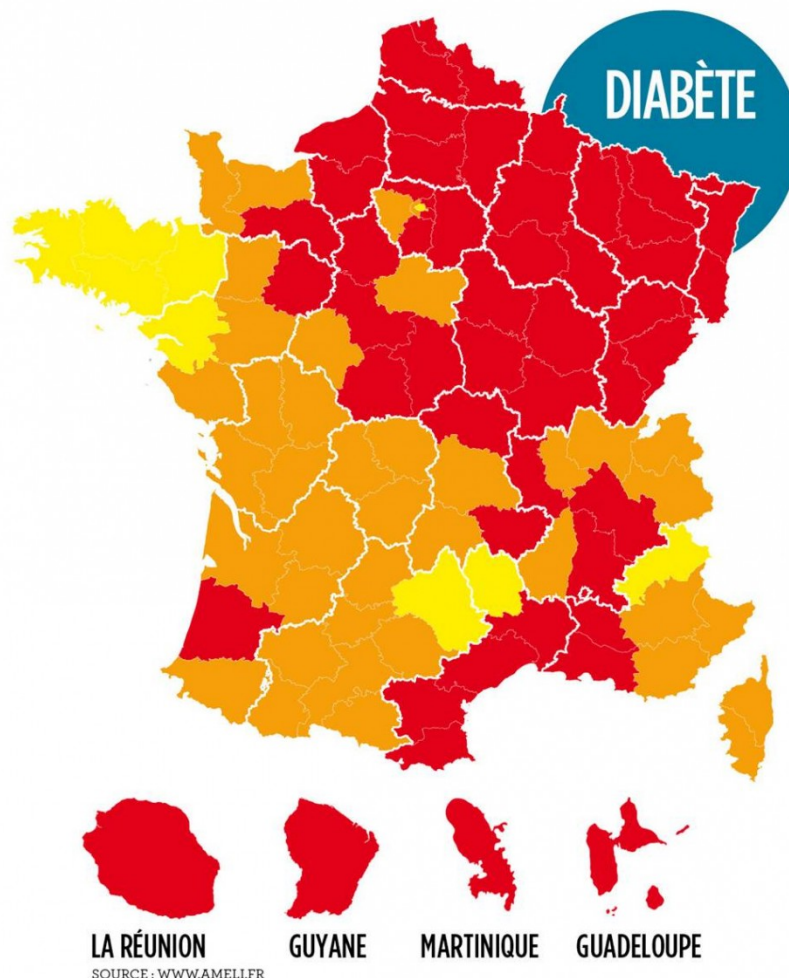 DIABÈTE
LA RÉUNION
GUYANE
MARTINIQUE
GUADELOUPE
SOURCE : WWW.AMELI.FR